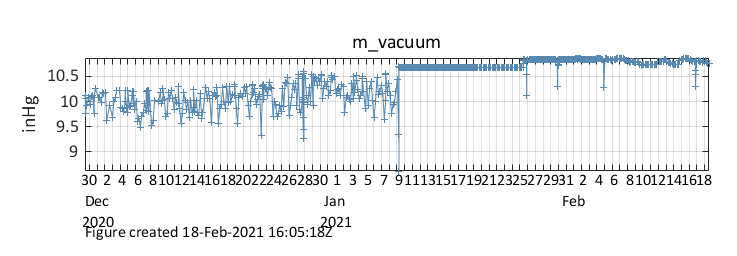 m_vacuum
inHg
10.5
10
9.5
9
30 2 4 6 8 10 12 14 16 18 20 22 24 26 28 30 1 3 5 7 9 11 13 15 17 19 21 23 25 27 29 31 2 4 6 8 10 12 14 16 18
Dec Jan Feb
2020 2021
Figure created 18-Feb-2021 16:05:18Z